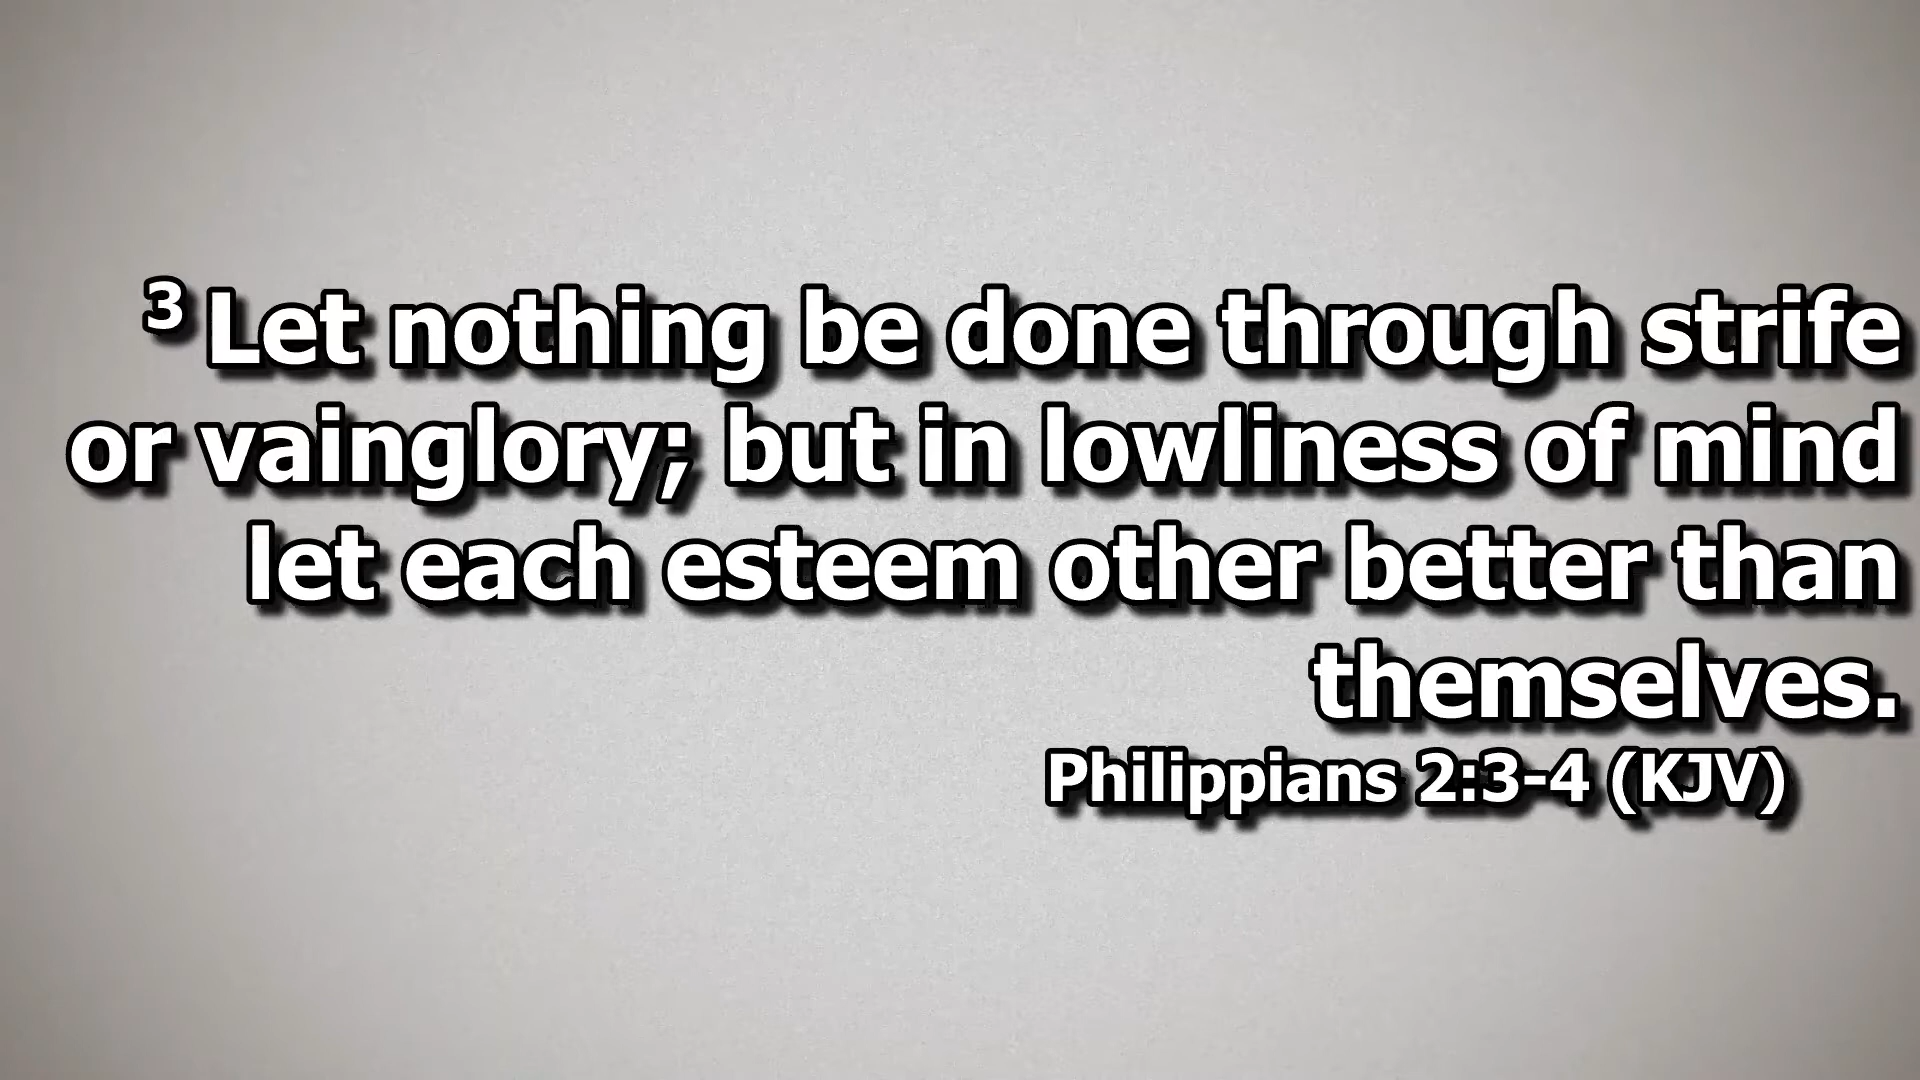 3 Let nothing be done through strife
or vainglory; but in lowliness of mind
let each esteem other better than
themselves.
Philippians 2:3-4 (KJV)